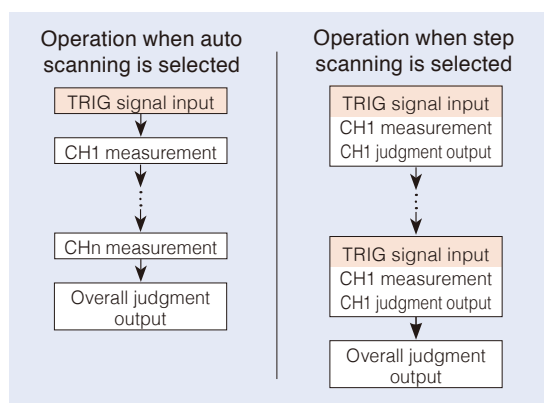 Operation when auto
scanning is selected
TRIG signal input
CH1 measurement
CHn measurement
Overall judgment
output
Operation when step
scanning is selected
TRIG signal input
CH1 measurement
CH1 judgment output
TRIG signal input
CH1 measurement
CH1 judgment output
Overall judgment
output